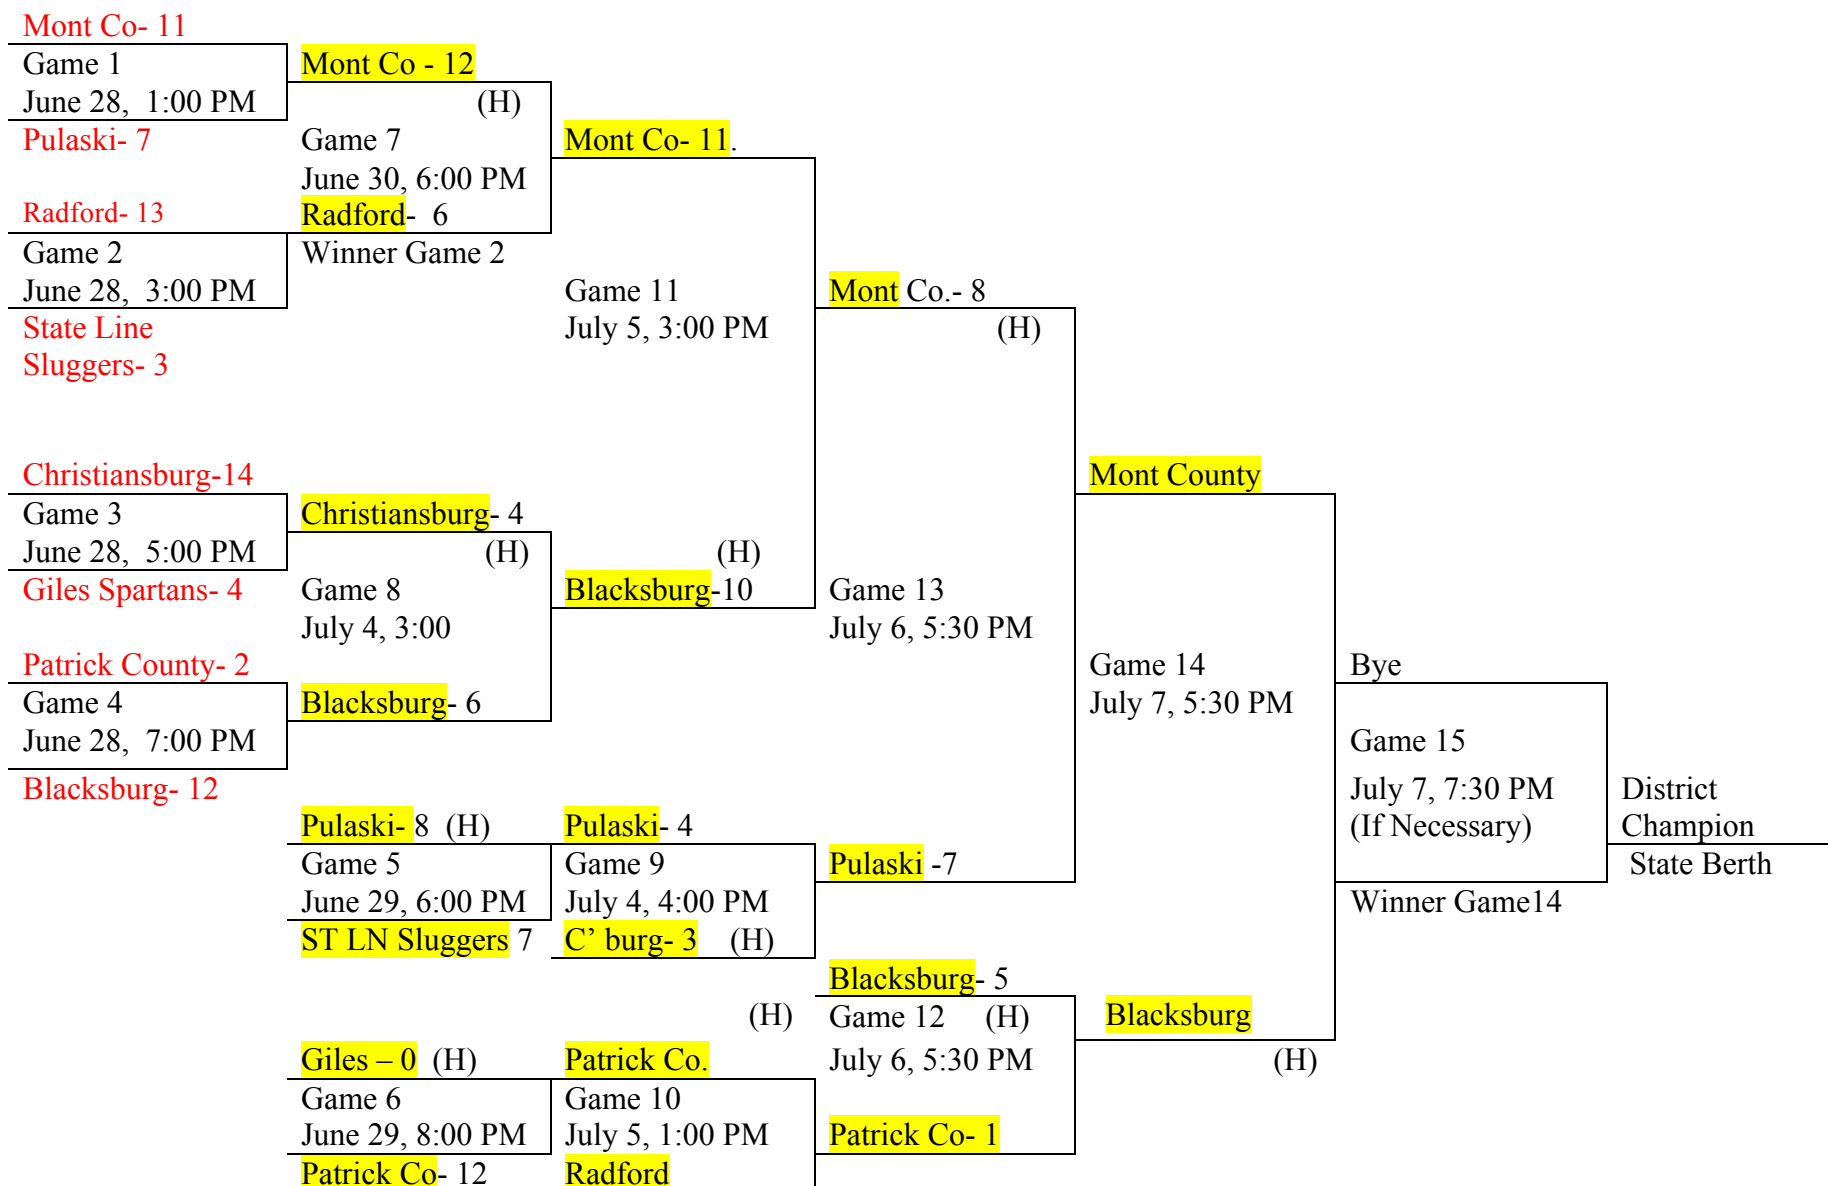 Mont Co- 11
Game 1
June 28, 1:00 PM
Pulaski- 7
Radford- 13
Game 2
June 28, 3:00 PM
State Line
Sluggers- 3
Christiansburg-14
Game 3
June 28, 5:00 PM
Giles Spartans- 4
Patrick County- 2
Game 4
June 28, 7:00 PM
Blacksburg- 12
Mont Co - 12
(H)
Game 7
June 30, 6:00 PM
Radford- 6
Winner Game 2
Christiansburg- 4
(H)
Game 8
July 4, 3:00
Blacksburg- 6
Pulaski- 8 (H)
Game 5
June 29, 6:00 PM
ST LN Sluggers 7
Giles – 0 (H)
Game 6
June 29, 8:00 PM
Patrick Co- 12
Mont Co- 11.
Game 11
July 5, 3:00 PM
(H)
Blacksburg-10
Pulaski- 4
Game 9
July 4, 4:00 PM
C’ burg- 3 (H)
(H)
Patrick Co.
Game 10
July 5, 1:00 PM
Radford
Mont Co.- 8
(H)
Game 13
July 6, 5:30 PM
Pulaski -7
Blacksburg- 5
Game 12 (H)
July 6, 5:30 PM
Patrick Co- 1
Mont County
Game 14
July 7, 5:30 PM
Blacksburg
(H)
Bye
Game 15
July 7, 7:30 PM
(If Necessary)
Winner Game14
District
Champion
State Berth